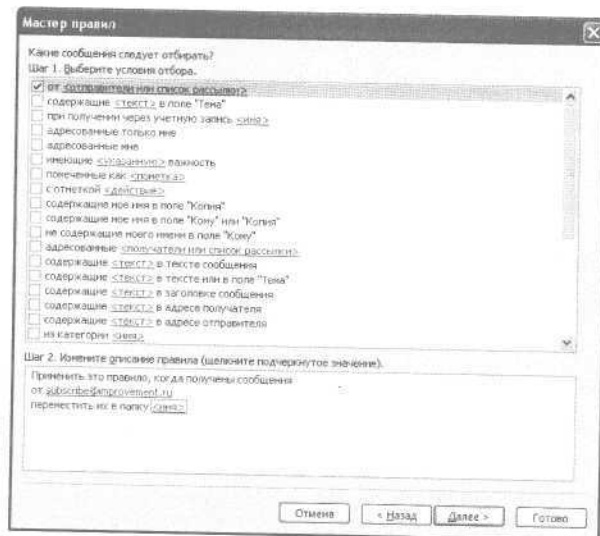 Мастер правил
Какие сообщения следует отбирать?
Шаг 1. Выберите условия отбора.
от <отправители или список рассылки>
содержащие <текст> в поле "Тема"
при получении через учетную запись <имя>
адресованные только мне
адресованные мне
имеющие <указанную> важность
помеченные как <пометка>
с отметкой <действие>
содержащие мое имя в поле "Копия"
содержащие мое имя в поле "Кому" или "Копия"
не содержащие моего имени в поле "Кому"
адресованные <получатели или список рассылки>
содержащие <текст> в тексте сообщения
содержащие <текст> в тексте или в поле "Тема"
содержащие <текст> в заголовке сообщения
содержащие <текст> в адресе получателя
содержащие <текст> в адресе отправителя
из категории <имя>
Шаг 2. Измените описание правила (щелкните подчеркнутое значение).
Применить это правило, когда получены сообщения
от subscribe@improvement.ru
переместить их в папку <имя>
Отмена < Назад Далее > Готово